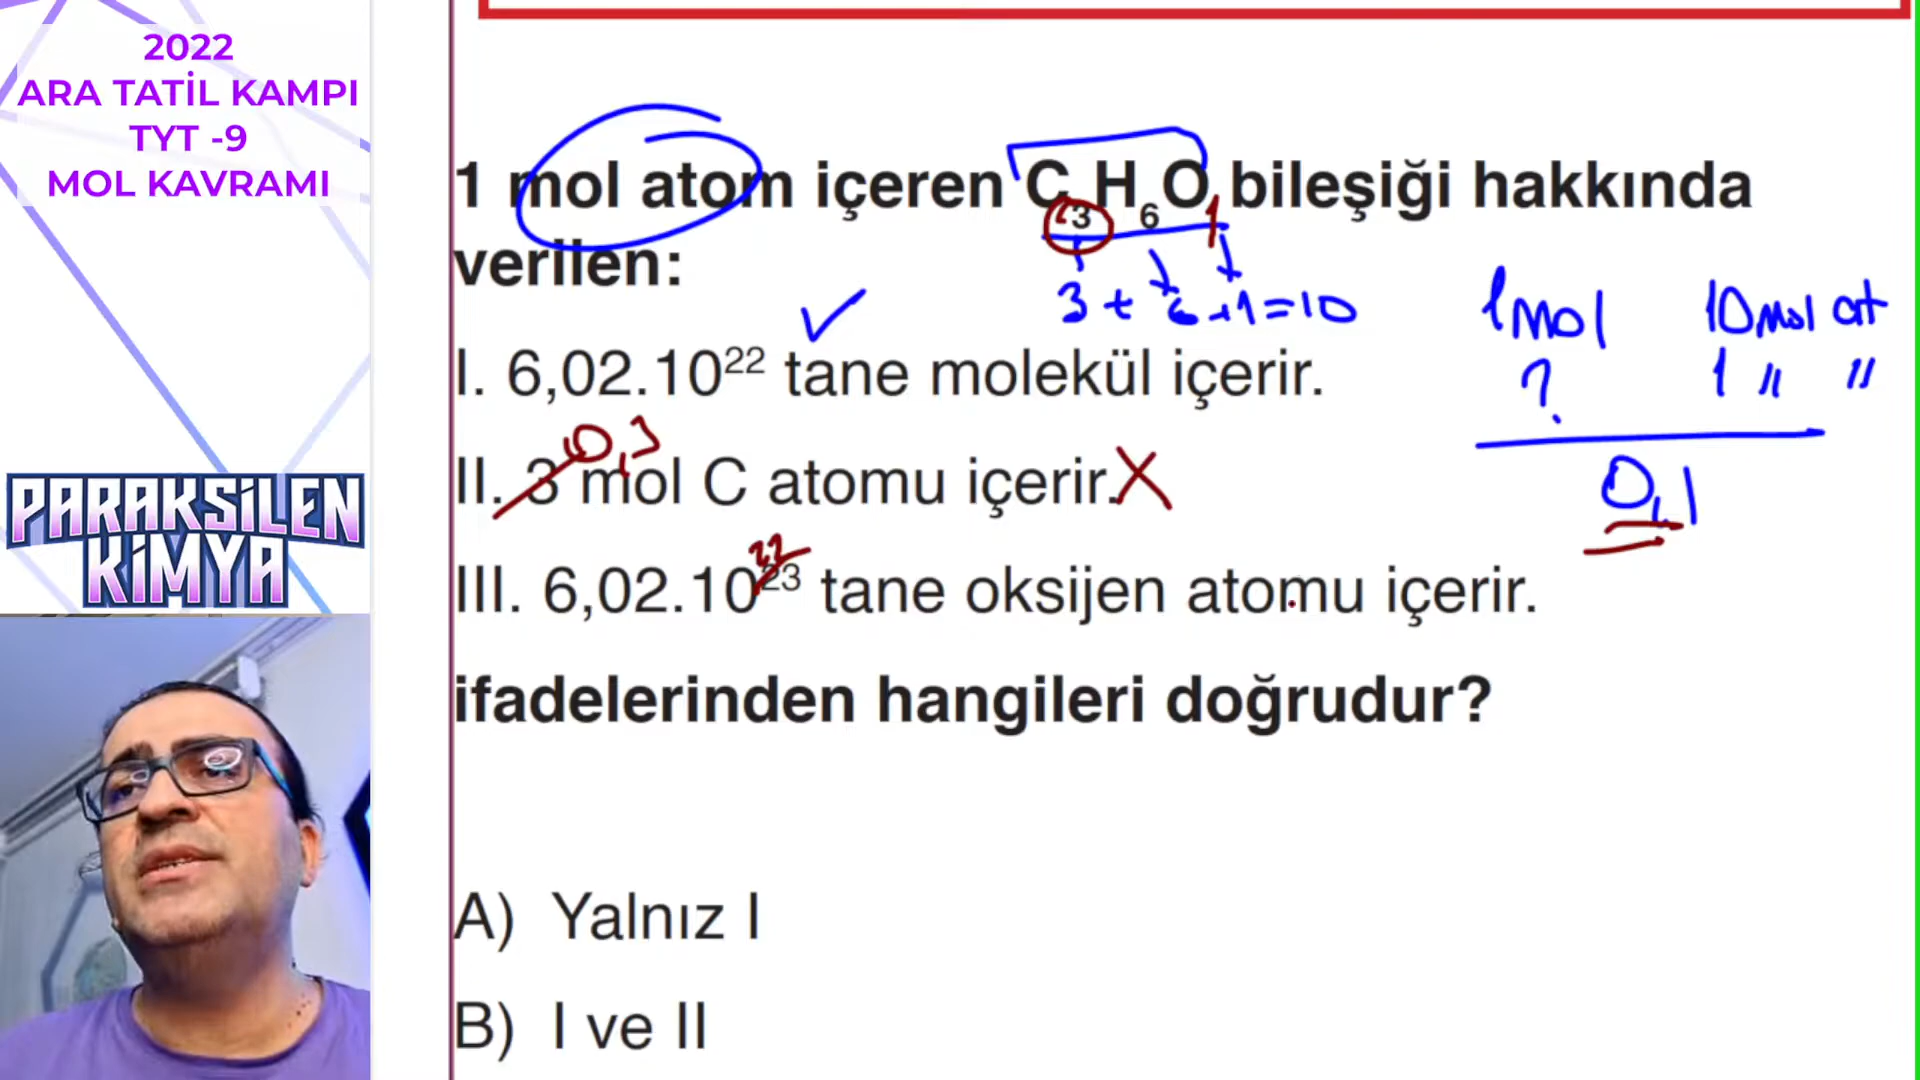 2022
ARA TATİL KAMPI
TYT -9
MOL KAVRAMI
PARAKSİLEN
KİMYA
1 mol atom içeren C₃H₆O bileşiği hakkında
1
verilen:
3 + 6 + 1 = 10
1 mol 10 mol at
? 1 " "
0,1
I. 6,02.10²² tane molekül içerir.
0,3
II. 3 mol C atomu içerir. X
22
III. 6,02.10²³ tane oksijen atomu içerir.
ifadelerinden hangileri doğrudur?
A) Yalnız I
B) I ve II